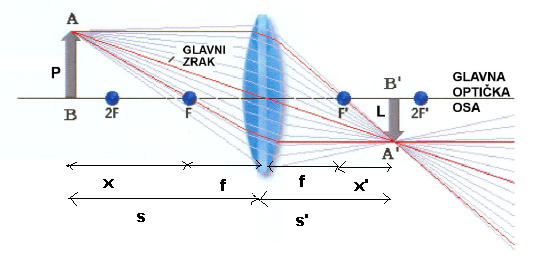 A
GLAVNI
ZRAK
P
B
2F
F
F'
B'
L
2F'
GLAVNA
OPTIČKA
OSA
A'
x
f
f
x'
s
s'